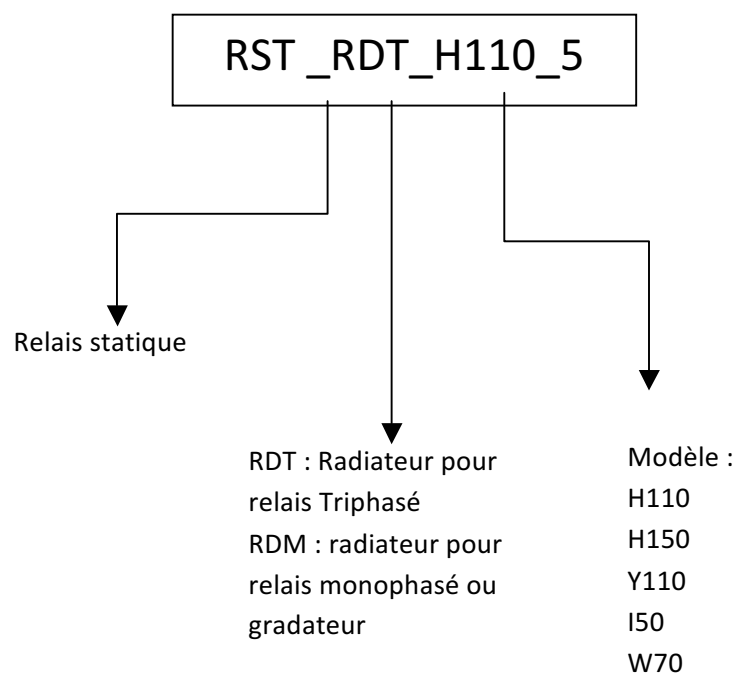 RST _RDT_H110_5
Relais statique
RDT : Radiateur pour
relais Triphasé
RDM : radiateur pour
relais monophasé ou
gradateur
Modèle :
H110
H150
Y110
I50
W70